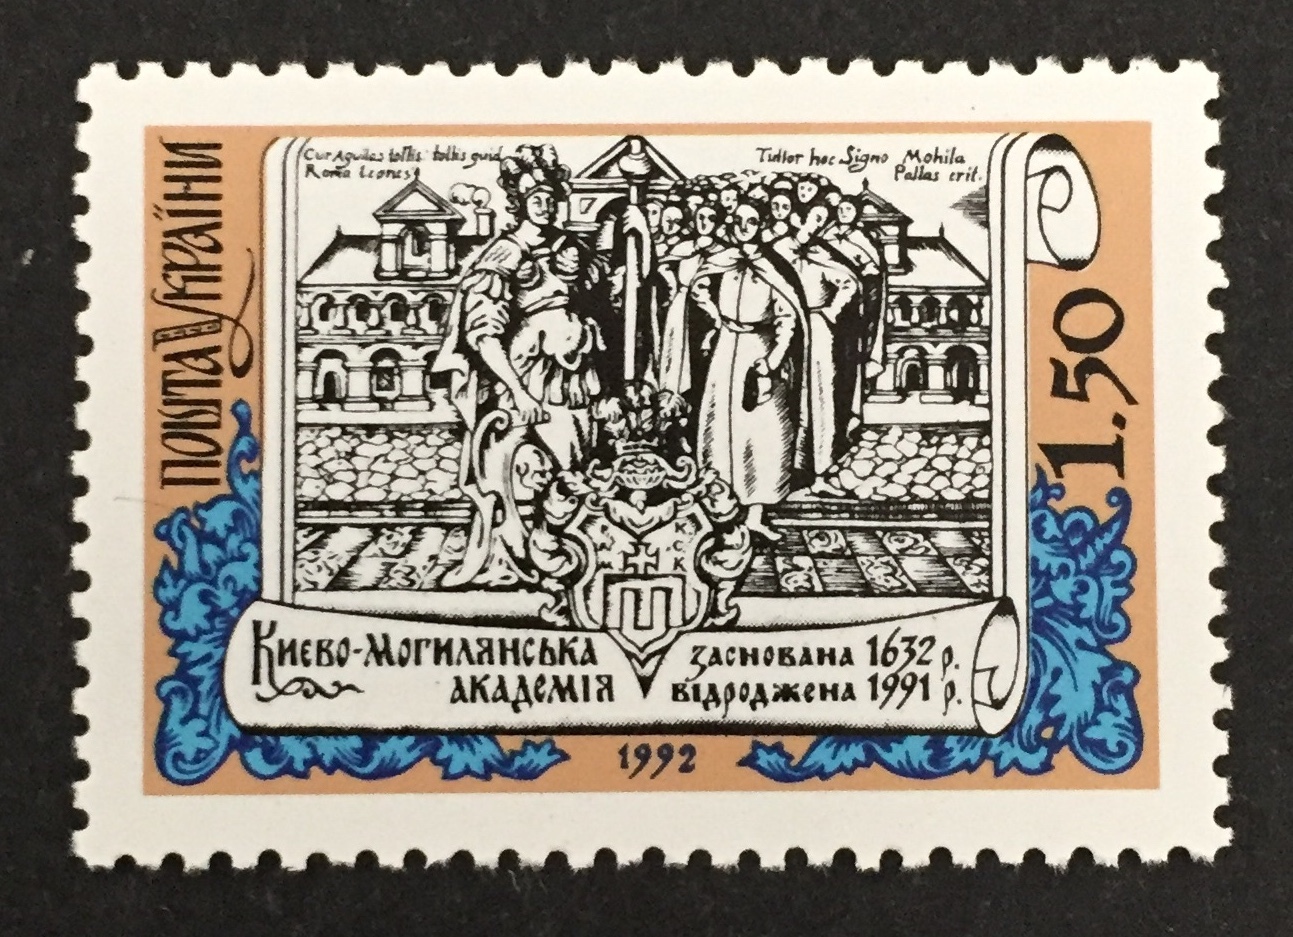 ПОШТА УКРАЇНИ
Cur Aquilas tollis tollis quid
Roma Leones
Tutior hoc Signo Mohila
Pallas erit.
1.50
К К
С
К
Києво-Могилянська
академія
заснована 1632 р.
відроджена 1991 р.
1992